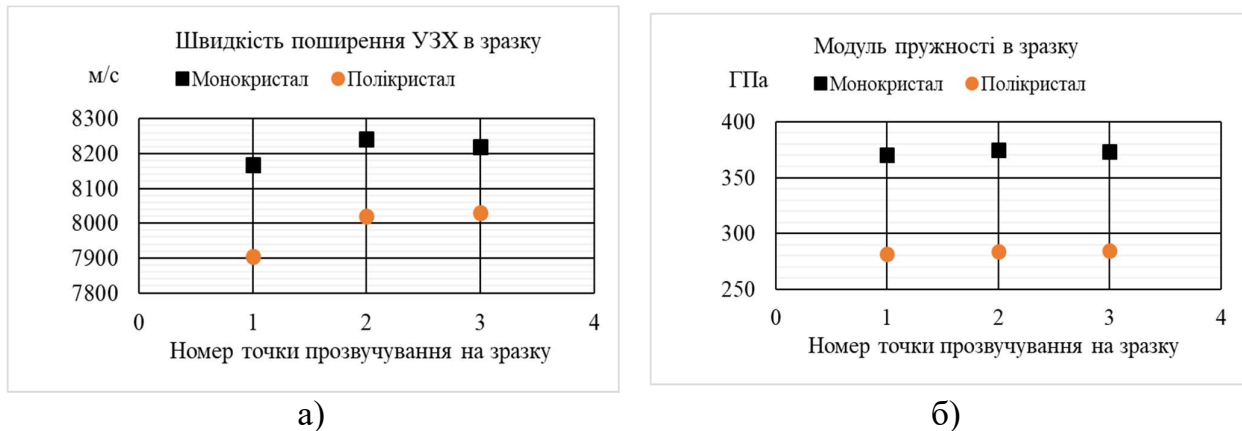 Швидкість поширення УЗХ в зразку
м/с
Монокристал Полікристал
8300
8200
8100
8000
7900
7800
0 1 2 3 4
Номер точки прозвучування на зразку
а)
Модуль пружності в зразку
ГПа
Монокристал Полікристал
400
350
300
250
0 1 2 3 4
Номер точки прозвучування на зразку
б)